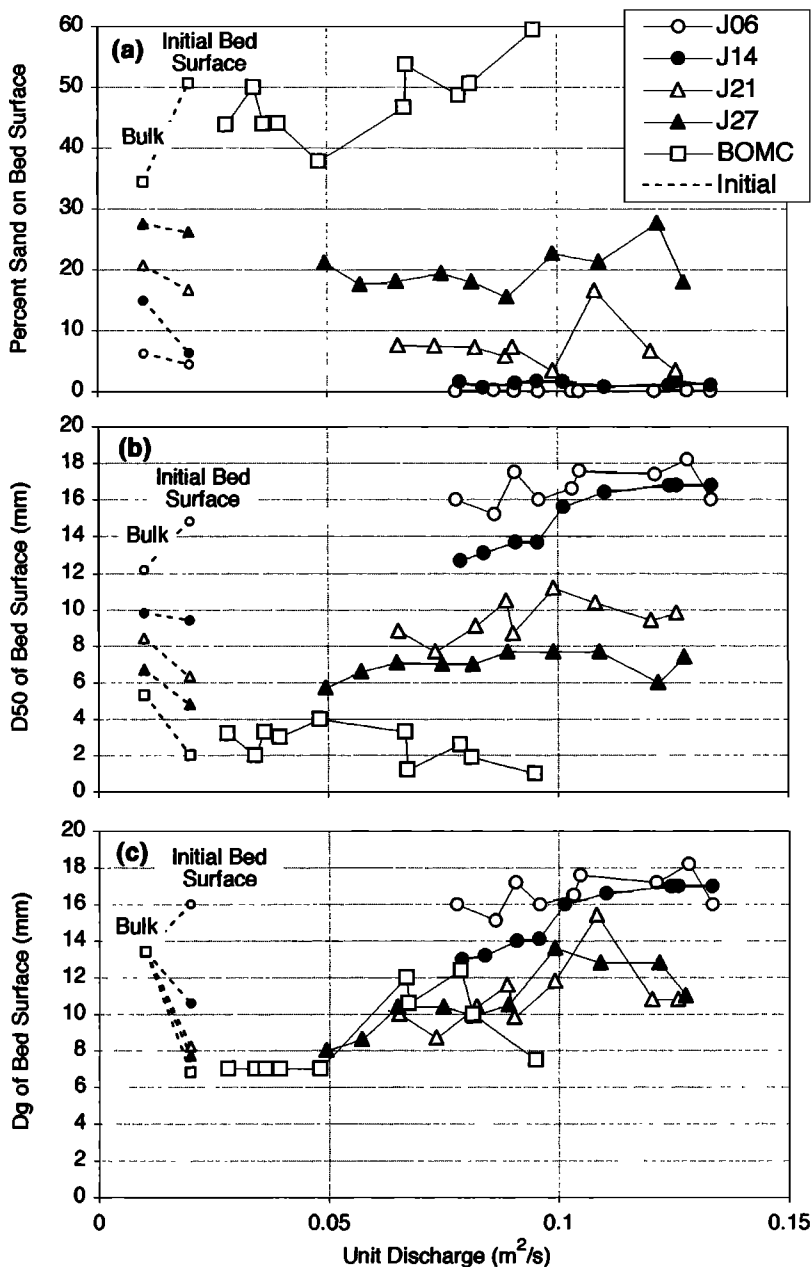 60
50
40
30
20
10
0
Percent Sand on Bed Surface
(a)
Initial Bed
Surface
Bulk
J06
J14
J21
J27
BOMC
Initial
20
18
16
14
12
10
8
6
4
2
0
D50 of Bed Surface (mm)
(b)
Initial Bed
Surface
Bulk
20
18
16
14
12
10
8
6
4
2
0
Dg of Bed Surface (mm)
(c)
Initial Bed
Surface
Bulk
0
0.05
0.1
0.15
Unit Discharge (m²/s)